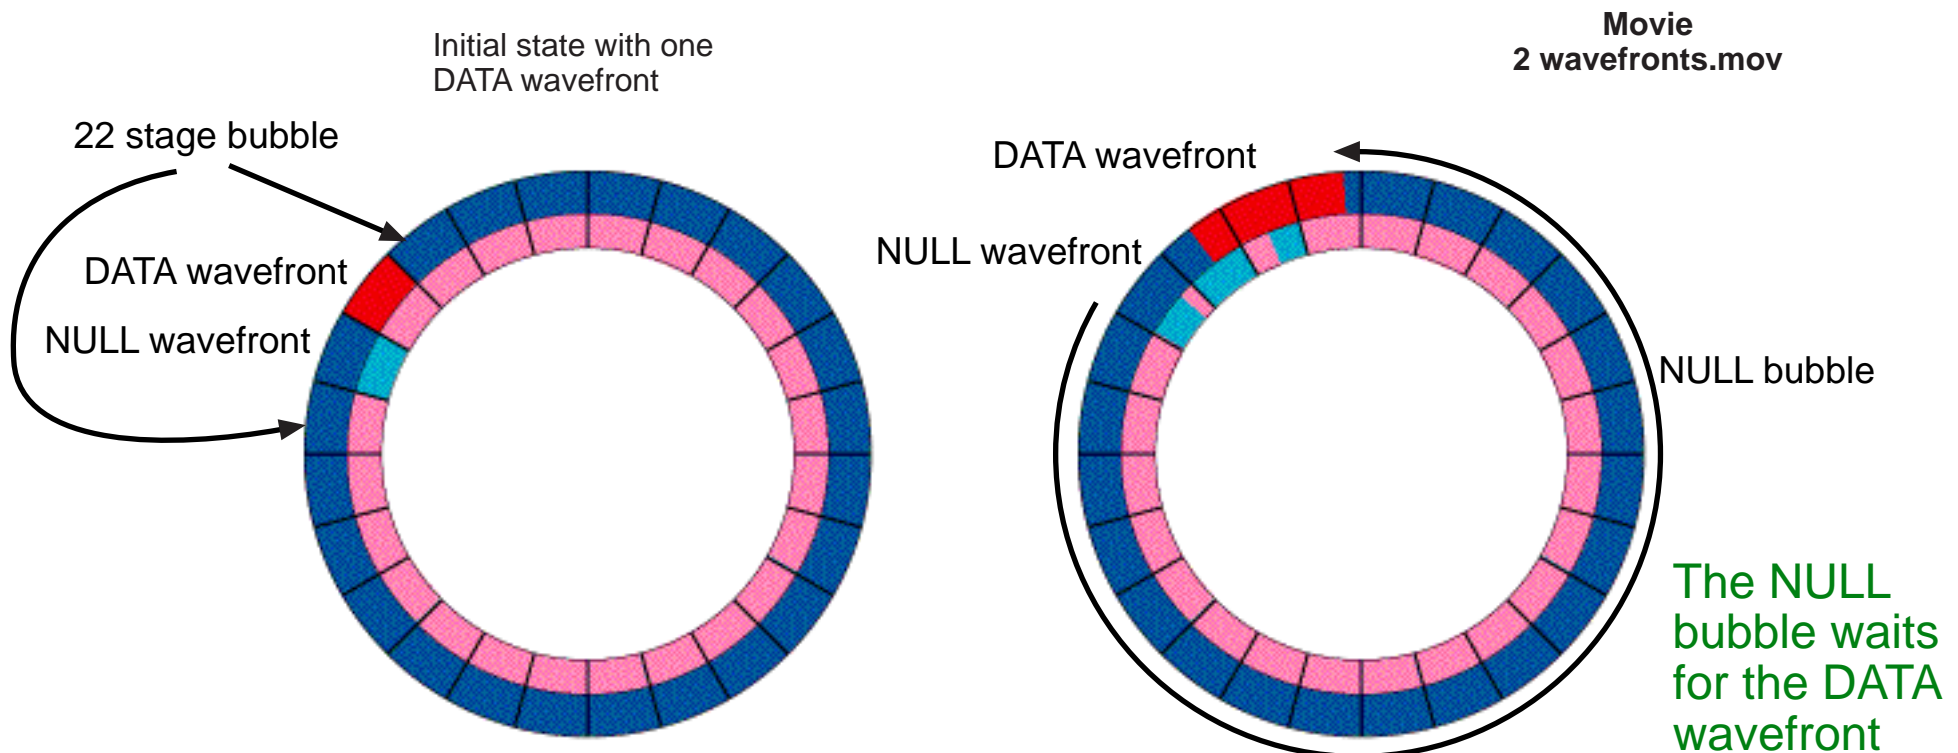 Initial state with one
DATA wavefront
Movie
2 wavefronts.mov
22 stage bubble
DATA wavefront
NULL wavefront
DATA wavefront
NULL wavefront
NULL bubble
The NULL
bubble waits
for the DATA
wavefront